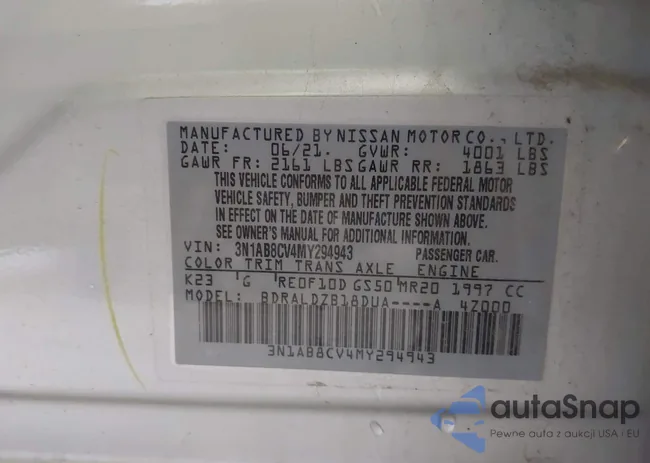 MANUFACTURED BY NISSAN MOTOR CO., LTD.
DATE: 06/21. GVWR: 4001 LBS
GAWR FR: 2161 LBS GAWR RR: 1863 LBS
THIS VEHICLE CONFORMS TO ALL APPLICABLE FEDERAL MOTOR
VEHICLE SAFETY, BUMPER AND THEFT PREVENTION STANDARDS
IN EFFECT ON THE DATE OF MANUFACTURE SHOWN ABOVE.
SEE OWNER'S MANUAL FOR ADDITIONAL INFORMATION
VIN: 3N1AB8CV4MY294943 PASSENGER CAR.
COLOR TRIM TRANS AXLE ENGINE
K23 G RE0F10D GS50 MR20 1997 CC
MODEL: BDRALDZB18DUA----A 4Z000
3N1AB8CV4MY294943
autaSnap
Pewne auta z aukcji USA i EU